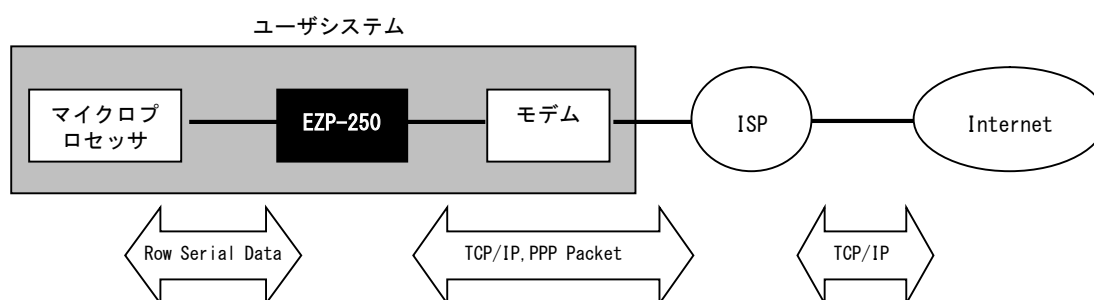 ユーザシステム
マイクロプ
ロセッサ
EZP-250
モデム
ISP
Internet
Row Serial Data
TCP/IP,PPP Packet
TCP/IP